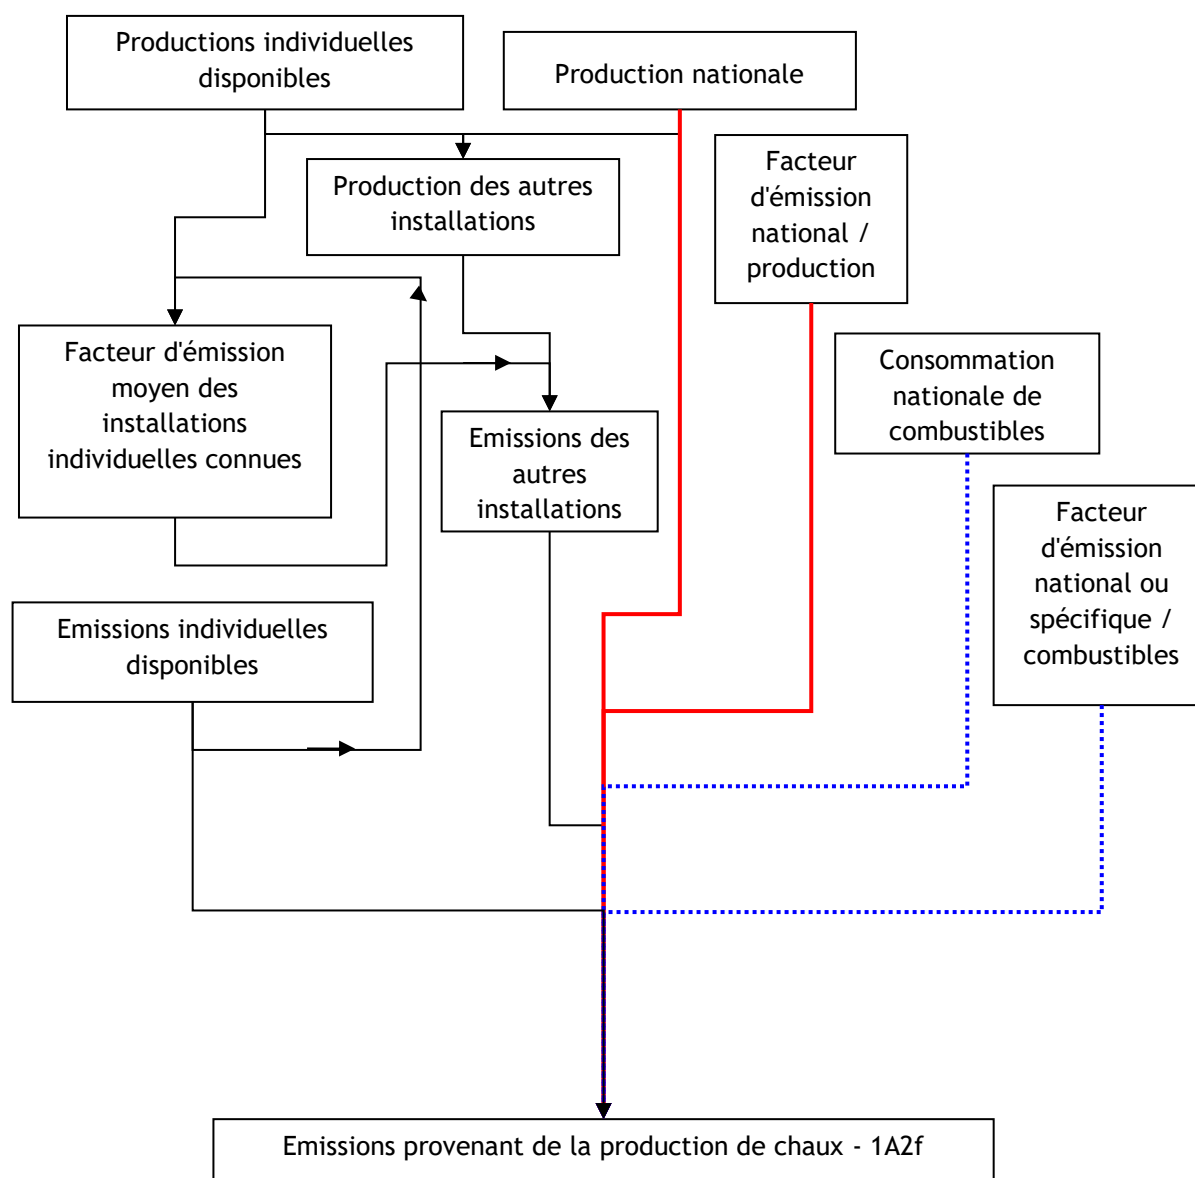 Productions individuelles
disponibles
Production nationale
Facteur
d'émission
national /
production
Production des autres
installations
Facteur d'émission
moyen des
installations
individuelles connues
Consommation
nationale de
combustibles
Emissions des
autres
installations
Facteur
d'émission
national ou
spécifique /
combustibles
Emissions individuelles
disponibles
Emissions provenant de la production de chaux - 1A2f